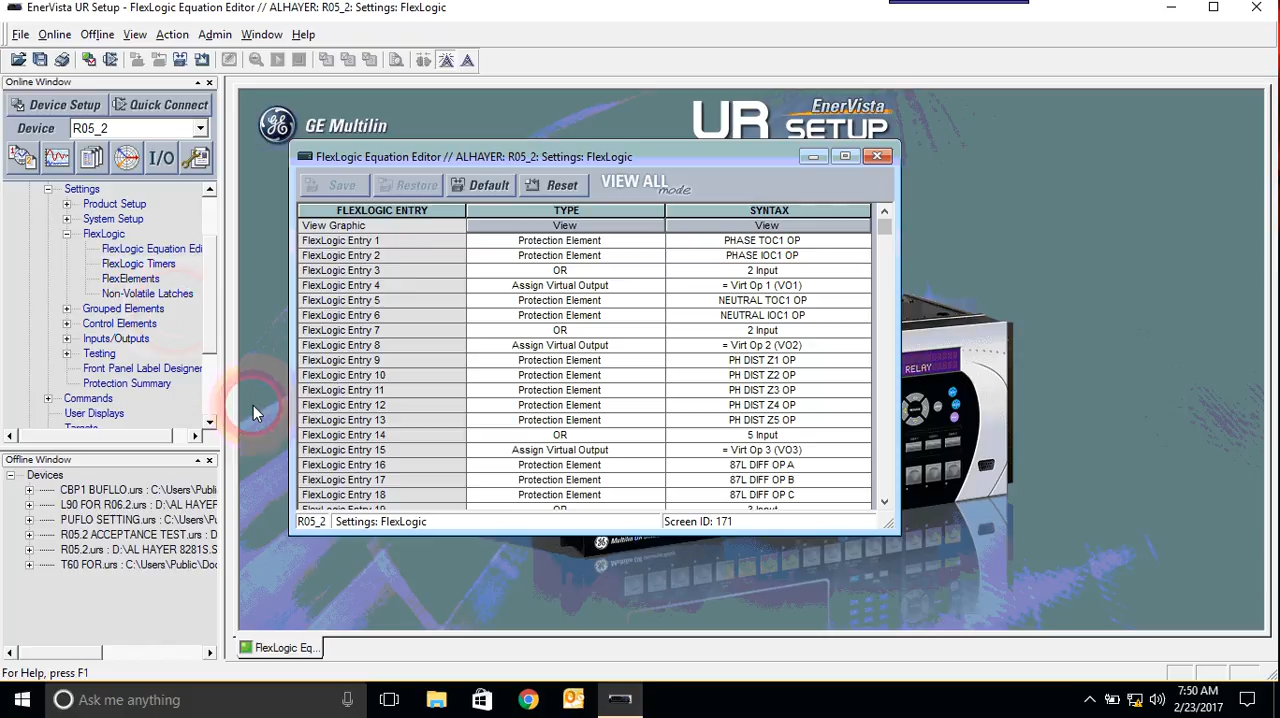 EnerVista UR Setup - FlexLogic Equation Editor // ALHAYER: R05_2: Settings: FlexLogic
File Online Offline View Action Admin Window Help
Online Window
Device Setup Quick Connect
Device R05_2
I/O
Settings
Product Setup
System Setup
FlexLogic
FlexLogic Equation Edi
FlexLogic Timers
FlexElements
Non-Volatile Latches
Grouped Elements
Control Elements
Inputs/Outputs
Testing
Front Panel Label Designer
Protection Summary
Commands
User Displays
Targets
Offline Window
Devices
CBP1 BUFLLO.urs : C:\Users\Publi
L90 FOR R06.2.urs : D:\AL HAYER
PUFLO SETTING.urs : C:\Users\Pu
R05.2 ACCEPTANCE TEST.urs : D:
R05.2.urs : D:\AL HAYER 8281S.S
T60 FOR.urs : C:\Users\Public\Doc
GE Multilin
EnerVista
UR SETUP
FlexLogic Equation Editor // ALHAYER: R05_2: Settings: FlexLogic
Save Restore Default Reset VIEW ALL mode
FLEXLOGIC ENTRY TYPE SYNTAX
View Graphic View View
FlexLogic Entry 1 Protection Element PHASE TOC1 OP
FlexLogic Entry 2 Protection Element PHASE IOC1 OP
FlexLogic Entry 3 OR 2 Input
FlexLogic Entry 4 Assign Virtual Output = Virt Op 1 (VO1)
FlexLogic Entry 5 Protection Element NEUTRAL TOC1 OP
FlexLogic Entry 6 Protection Element NEUTRAL IOC1 OP
FlexLogic Entry 7 OR 2 Input
FlexLogic Entry 8 Assign Virtual Output = Virt Op 2 (VO2)
FlexLogic Entry 9 Protection Element PH DIST Z1 OP
FlexLogic Entry 10 Protection Element PH DIST Z2 OP
FlexLogic Entry 11 Protection Element PH DIST Z3 OP
FlexLogic Entry 12 Protection Element PH DIST Z4 OP
FlexLogic Entry 13 Protection Element PH DIST Z5 OP
FlexLogic Entry 14 OR 5 Input
FlexLogic Entry 15 Assign Virtual Output = Virt Op 3 (VO3)
FlexLogic Entry 16 Protection Element 87L DIFF OP A
FlexLogic Entry 17 Protection Element 87L DIFF OP B
FlexLogic Entry 18 Protection Element 87L DIFF OP C
FlexLogic Entry 19 OR 3 Input
R05_2 Settings: FlexLogic Screen ID: 171
RELAY
FlexLogic Eq...
For Help, press F1
Ask me anything
7:50 AM
2/23/2017